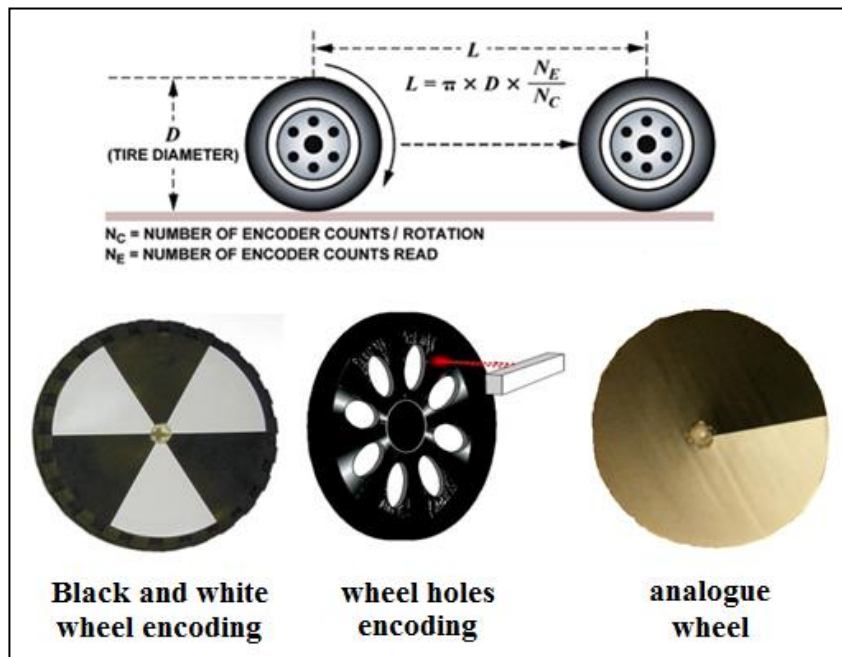 L
L = π × D × N_E / N_C
D
(TIRE DIAMETER)
N_C = NUMBER OF ENCODER COUNTS / ROTATION
N_E = NUMBER OF ENCODER COUNTS READ
Black and white
wheel encoding
wheel holes
encoding
analogue
wheel